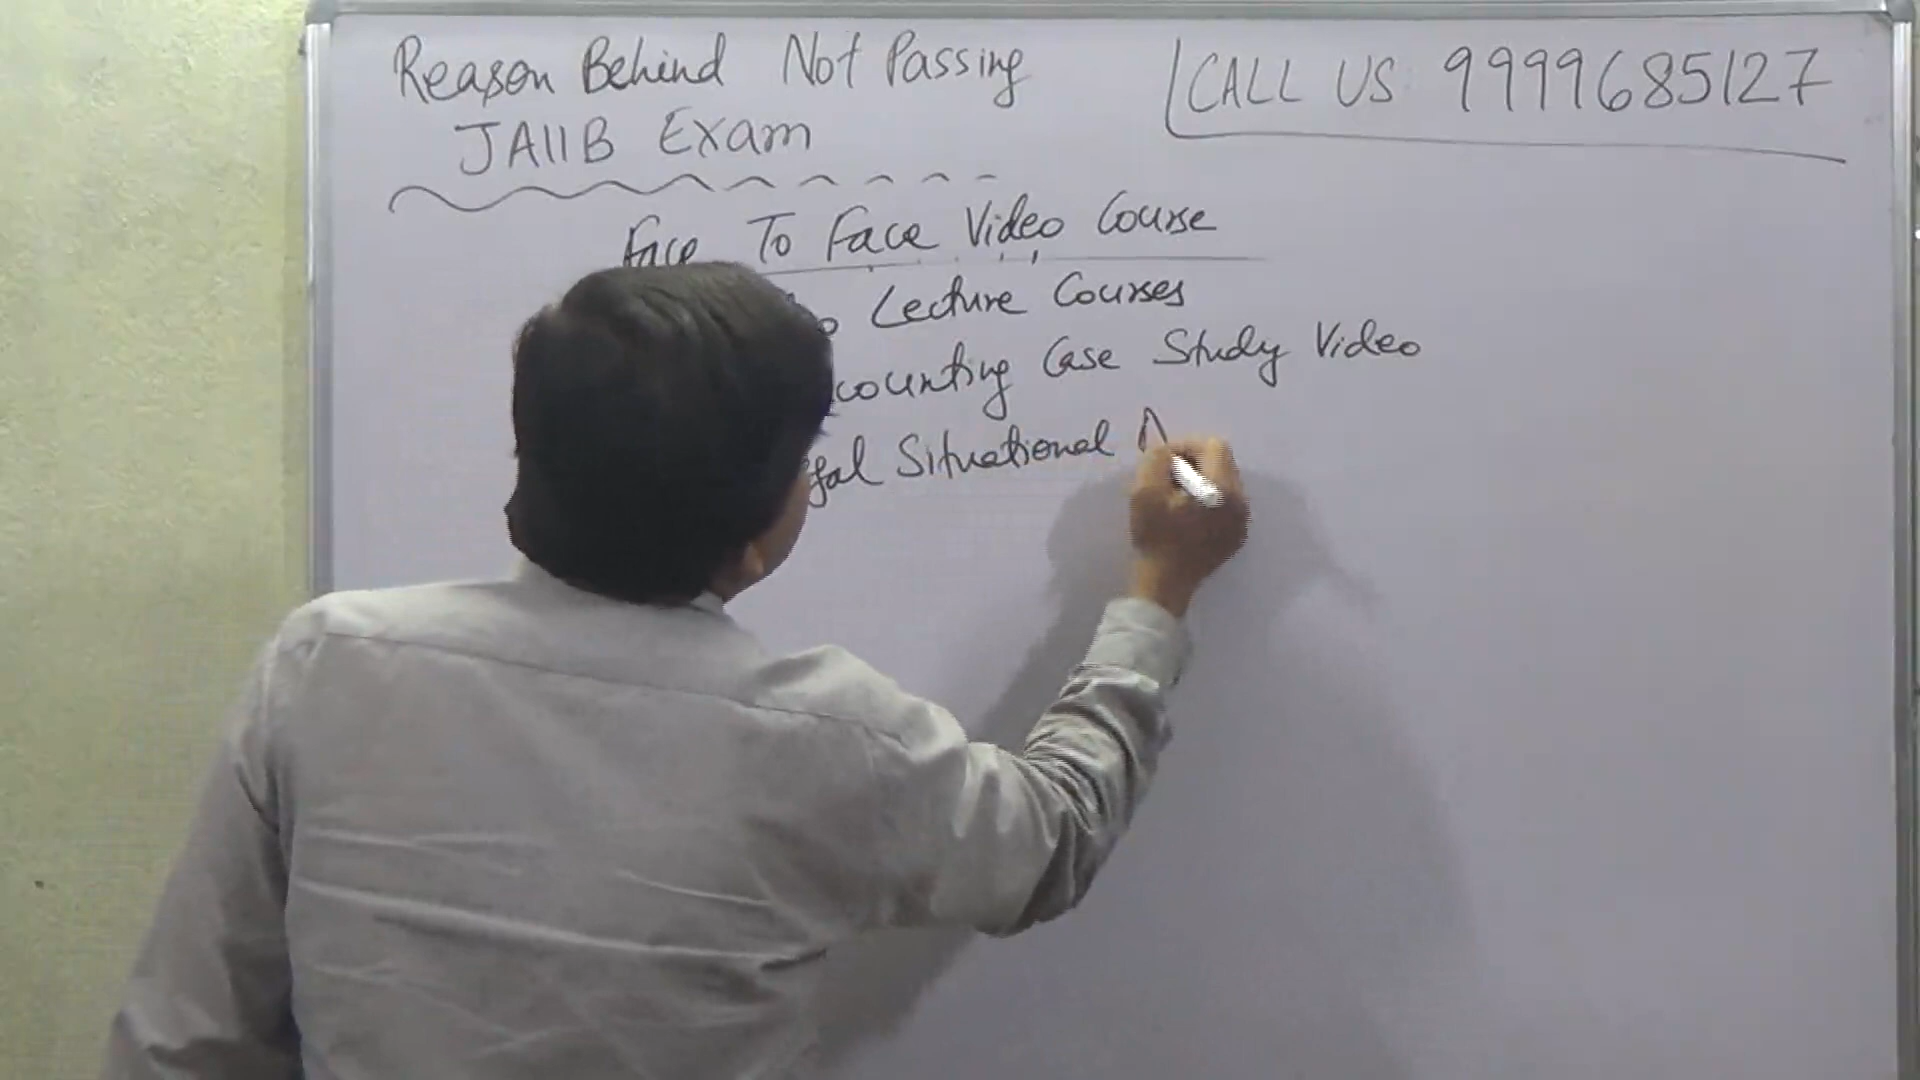 Reason Behind Not Passing
JAIIB Exam
CALL US 9999685127
Face To Face Video Course
Lecture Courses
Case Study Video
Situational